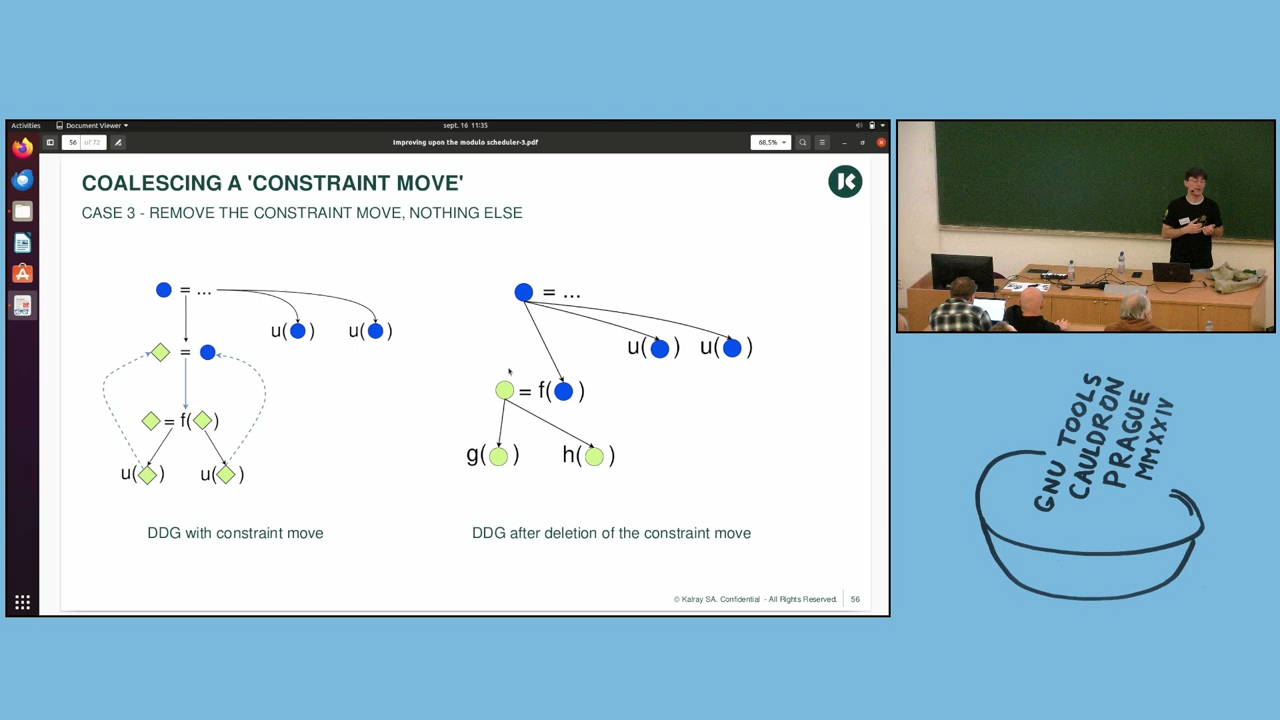 Activities
Document Viewer
sept. 16 11:35
56 of 72
Improving upon the modulo scheduler-3.pdf
68,5%
COALESCING A 'CONSTRAINT MOVE'
CASE 3 - REMOVE THE CONSTRAINT MOVE, NOTHING ELSE
= ...
u( ) u( )
=
= f( )
u( ) u( )
DDG with constraint move
= ...
u( ) u( )
= f( )
g( ) h( )
DDG after deletion of the constraint move
© Kalray SA. Confidential - All Rights Reserved.
56
GNU TOOLS
CAULDRON
PRAGUE
MMXXIV